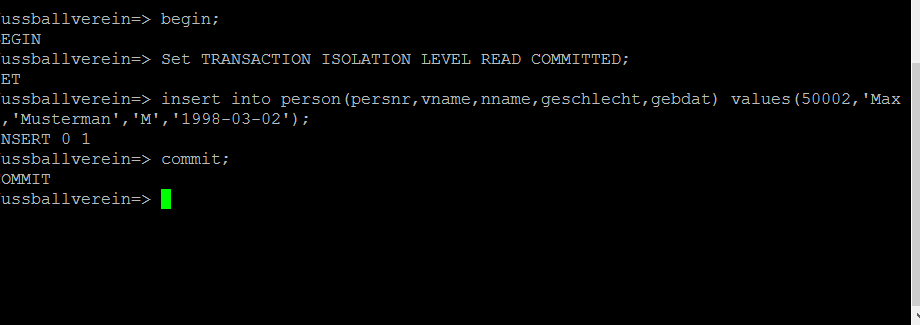 ussballverein=> begin;
EGIN
ussballverein=> Set TRANSACTION ISOLATION LEVEL READ COMMITTED;
ET
ussballverein=> insert into person(persnr,vname,nname,geschlecht,gebdat) values(50002,'Max
,'Musterman','M','1998-03-02');
NSERT 0 1
ussballverein=> commit;
OMMIT
ussballverein=>